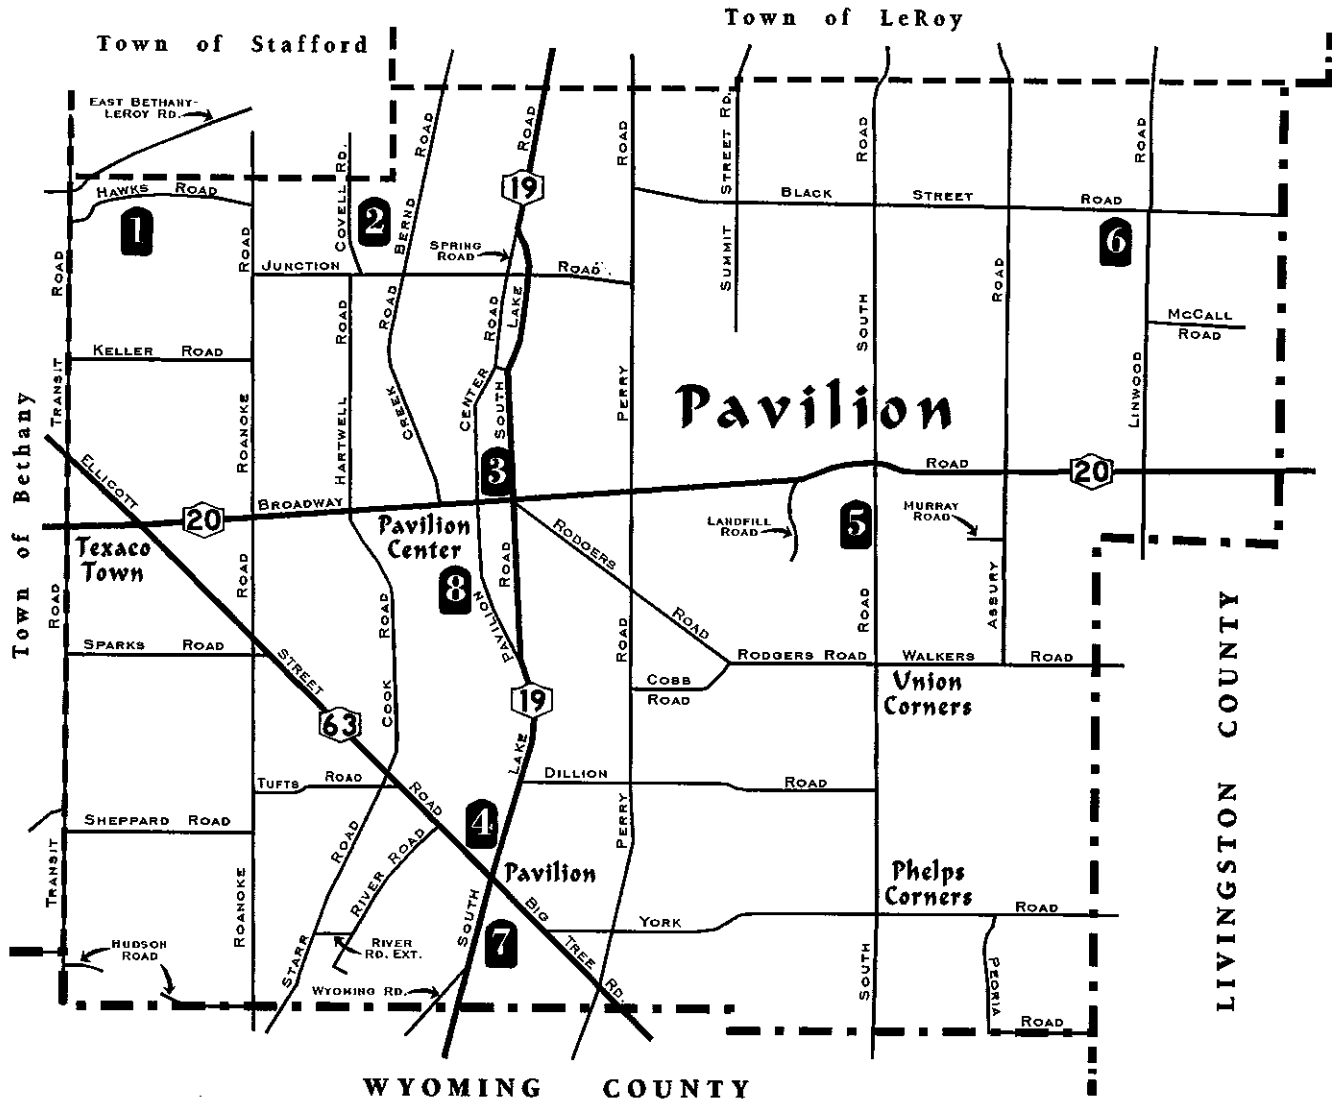 Town of LeRoy
Town of Stafford
EAST BETHANY-
LEROY RD.
HAWKS ROAD
COVELL RD.
BERND ROAD
ROAD
ROAD
SUMMIT STREET RD.
ROAD
ROAD
19
1
2
BLACK STREET ROAD
6
SPRING
ROAD
JUNCTION ROAD
ROAD
ROAD
ROAD
ROAD
ROAD
LAKE
ROAD
SOUTH
MCCALL
ROAD
KELLER ROAD
TRANSIT
ROANOKE
HARTWELL
CREEK
CENTER
SOUTH
PERRY
LINWOOD
Pavilion
Town of Bethany
ELLICOTT
3
ROAD
20
20
BROADWAY
Pavilion
Center
RODGERS
ROAD
LANDFILL
ROAD
5
MURRAY
ROAD
Texaco
Town
8
ROAD
ROAD
ROAD
ROAD
PAVILION
ROAD
ROAD
ASBURY
SPARKS ROAD
STREET
COOK
RODGERS ROAD
WALKERS ROAD
COBB
ROAD
Union
Corners
19
63
LAKE
TUFTS ROAD
ROAD
DILLION ROAD
SHEPPARD ROAD
4
PERRY
LIVINGSTON COUNTY
TRANSIT
ROANOKE
STARR ROAD
RIVER ROAD
Pavilion
Phelps
Corners
SOUTH
BIG TREE RD.
YORK ROAD
7
HUDSON
ROAD
RIVER
RD. EXT.
WYOMING RD.
SOUTH
PEORIA
ROAD
WYOMING COUNTY